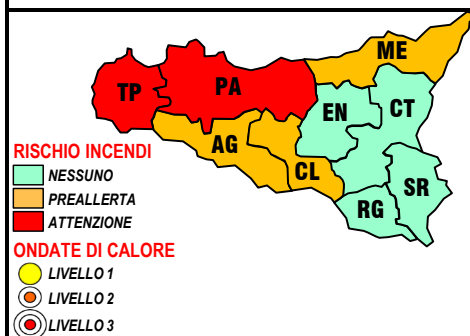 ME
TP
PA
EN
CT
AG
CL
SR
RG
RISCHIO INCENDI
NESSUNO
PREALLERTA
ATTENZIONE
ONDATE DI CALORE
LIVELLO 1
LIVELLO 2
LIVELLO 3